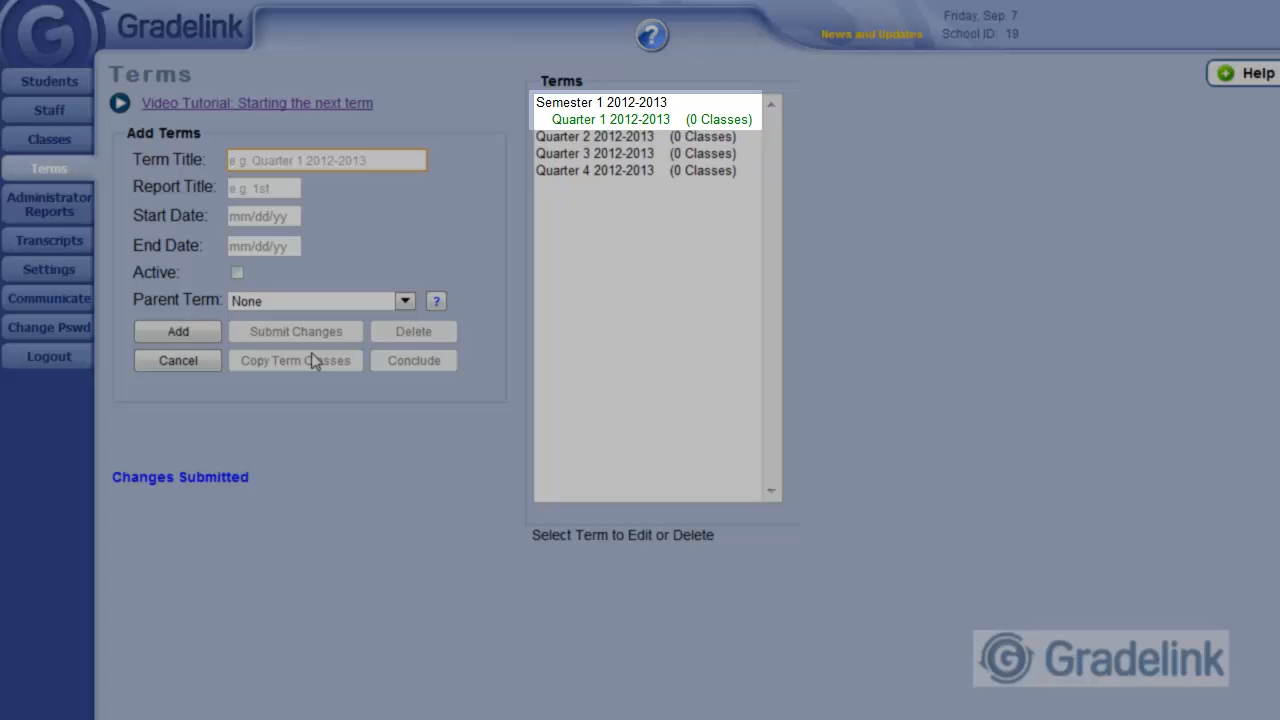 Gradelink
Friday, Sep. 7
News and Updates
School ID: 19
Students
Staff
Classes
Terms
Administrator
Reports
Transcripts
Settings
Communicate
Change Pswd
Logout
Terms
Video Tutorial: Starting the next term
Help
Add Terms
Term Title: e.g. Quarter 1 2012-2013
Report Title: e.g. 1st
Start Date: mm/dd/yy
End Date: mm/dd/yy
Active:
Parent Term: None ?
Add Submit Changes Delete
Cancel Copy Term Classes Conclude
Changes Submitted
Terms
Semester 1 2012-2013
Quarter 1 2012-2013 (0 Classes)
Quarter 2 2012-2013 (0 Classes)
Quarter 3 2012-2013 (0 Classes)
Quarter 4 2012-2013 (0 Classes)
Select Term to Edit or Delete
Gradelink